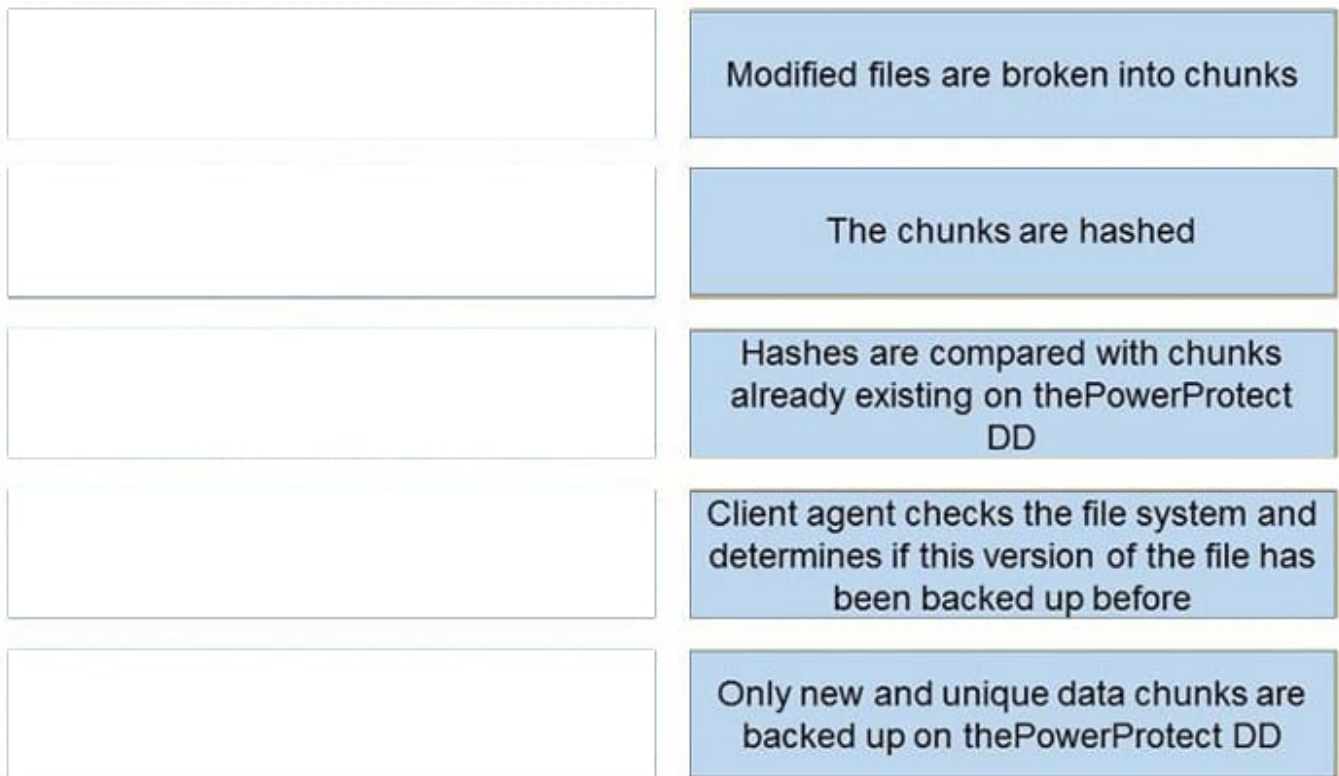 Modified files are broken into chunks
The chunks are hashed
Hashes are compared with chunks
already existing on thePowerProtect
DD
Client agent checks the file system and
determines if this version of the file has
been backed up before
Only new and unique data chunks are
backed up on thePowerProtect DD